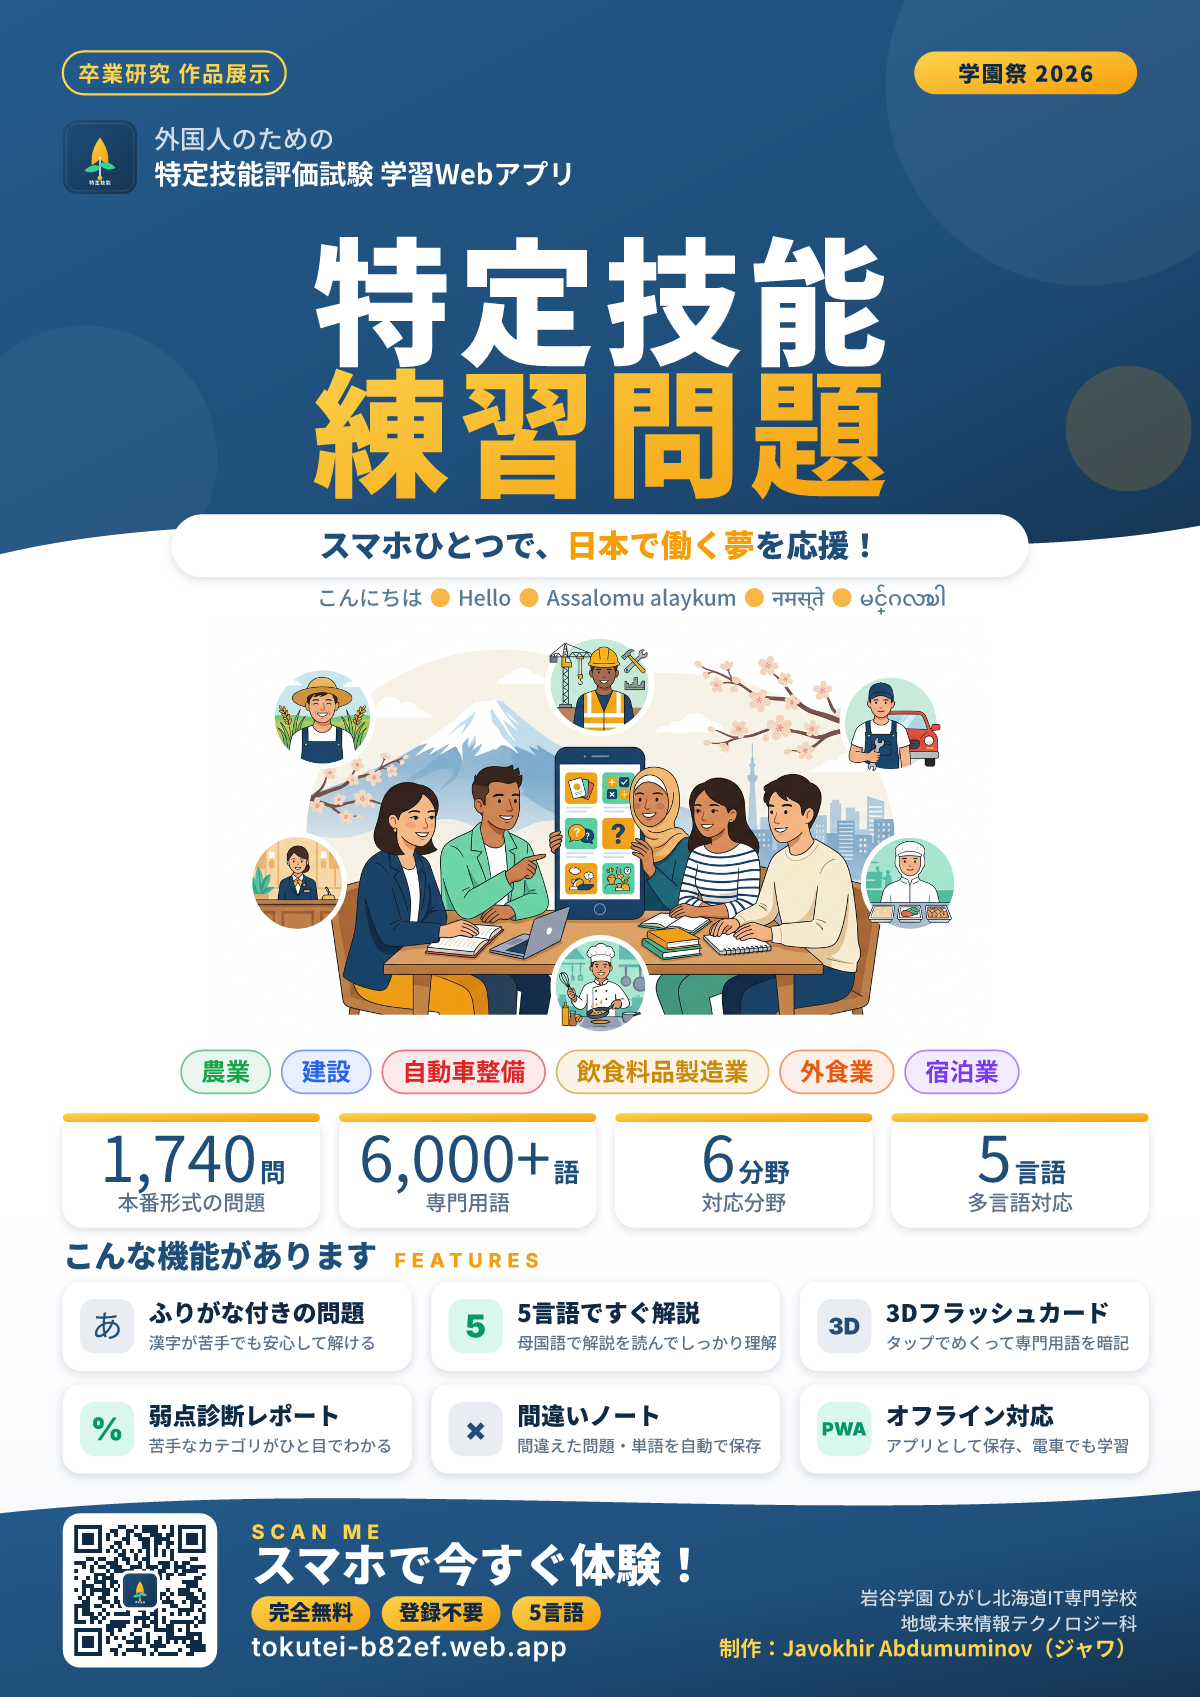 卒業研究 作品展示
学園祭 2026
外国人のための
特定技能評価試験 学習Webアプリ
特定技能
特定技能
練習問題
スマホひとつで、日本で働く夢を応援！
こんにちは ● Hello ● Assalomu alaykum ● नमस्ते ● မင်္ဂလာပါ
農業
建設
自動車整備
飲食料品製造業
外食業
宿泊業
1,740問
本番形式の問題
6,000+語
専門用語
6分野
対応分野
5言語
多言語対応
こんな機能があります FEATURES
あ
ふりがな付きの問題
漢字が苦手でも安心して解ける
5
5言語ですぐ解説
母国語で解説を読んでしっかり理解
3D
3Dフラッシュカード
タップでめくって専門用語を暗記
%
弱点診断レポート
苦手なカテゴリがひと目でわかる
×
間違いノート
間違えた問題・単語を自動で保存
PWA
オフライン対応
アプリとして保存、電車でも学習
SCAN ME
スマホで今すぐ体験！
完全無料
登録不要
5言語
tokutei-b82ef.web.app
岩谷学園 ひがし北海道IT専門学校
地域未来情報テクノロジー科
制作：Javokhir Abdumuminov（ジャワ）